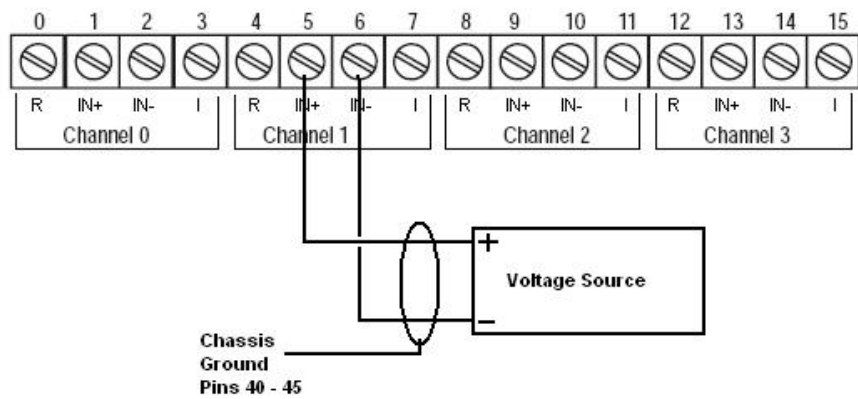 0 1 2 3 4 5 6 7 8 9 10 11 12 13 14 15
R IN+ IN- I R IN+ IN- I R IN+ IN- I R IN+ IN- I
Channel 0 Channel 1 Channel 2 Channel 3
+
Voltage Source
−
Chassis
Ground
Pins 40 - 45